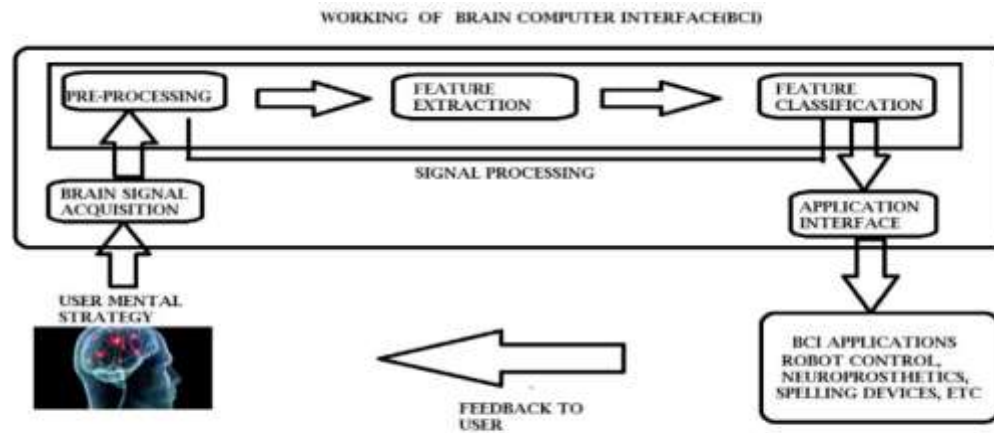 WORKING OF BRAIN COMPUTER INTERFACE(BCI)
PRE-PROCESSING
FEATURE
EXTRACTION
FEATURE
CLASSIFICATION
SIGNAL PROCESSING
BRAIN SIGNAL
ACQUISITION
APPLICATION
INTERFACE
USER MENTAL
STRATEGY
BCI APPLICATIONS
ROBOT CONTROL,
NEUROPROSTHETICS,
SPELLING DEVICES, ETC
FEEDBACK TO
USER